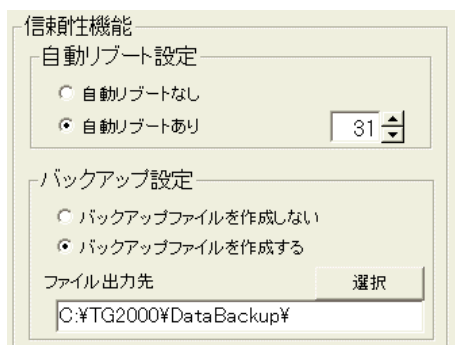 信頼性機能
自動リブート設定
自動リブートなし
自動リブートあり 31
バックアップ設定
バックアップファイルを作成しない
バックアップファイルを作成する
ファイル出力先 選択
C:¥TG2000¥DataBackup¥